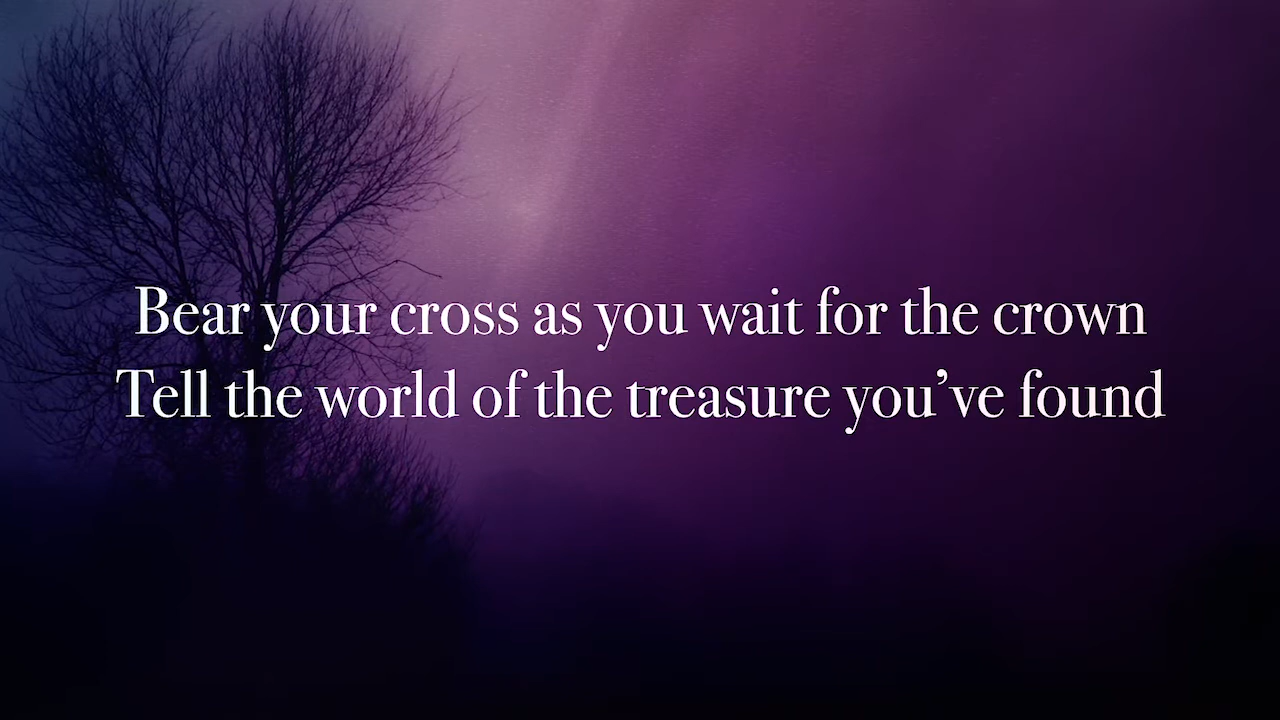 Bear your cross as you wait for the crown
Tell the world of the treasure you’ve found